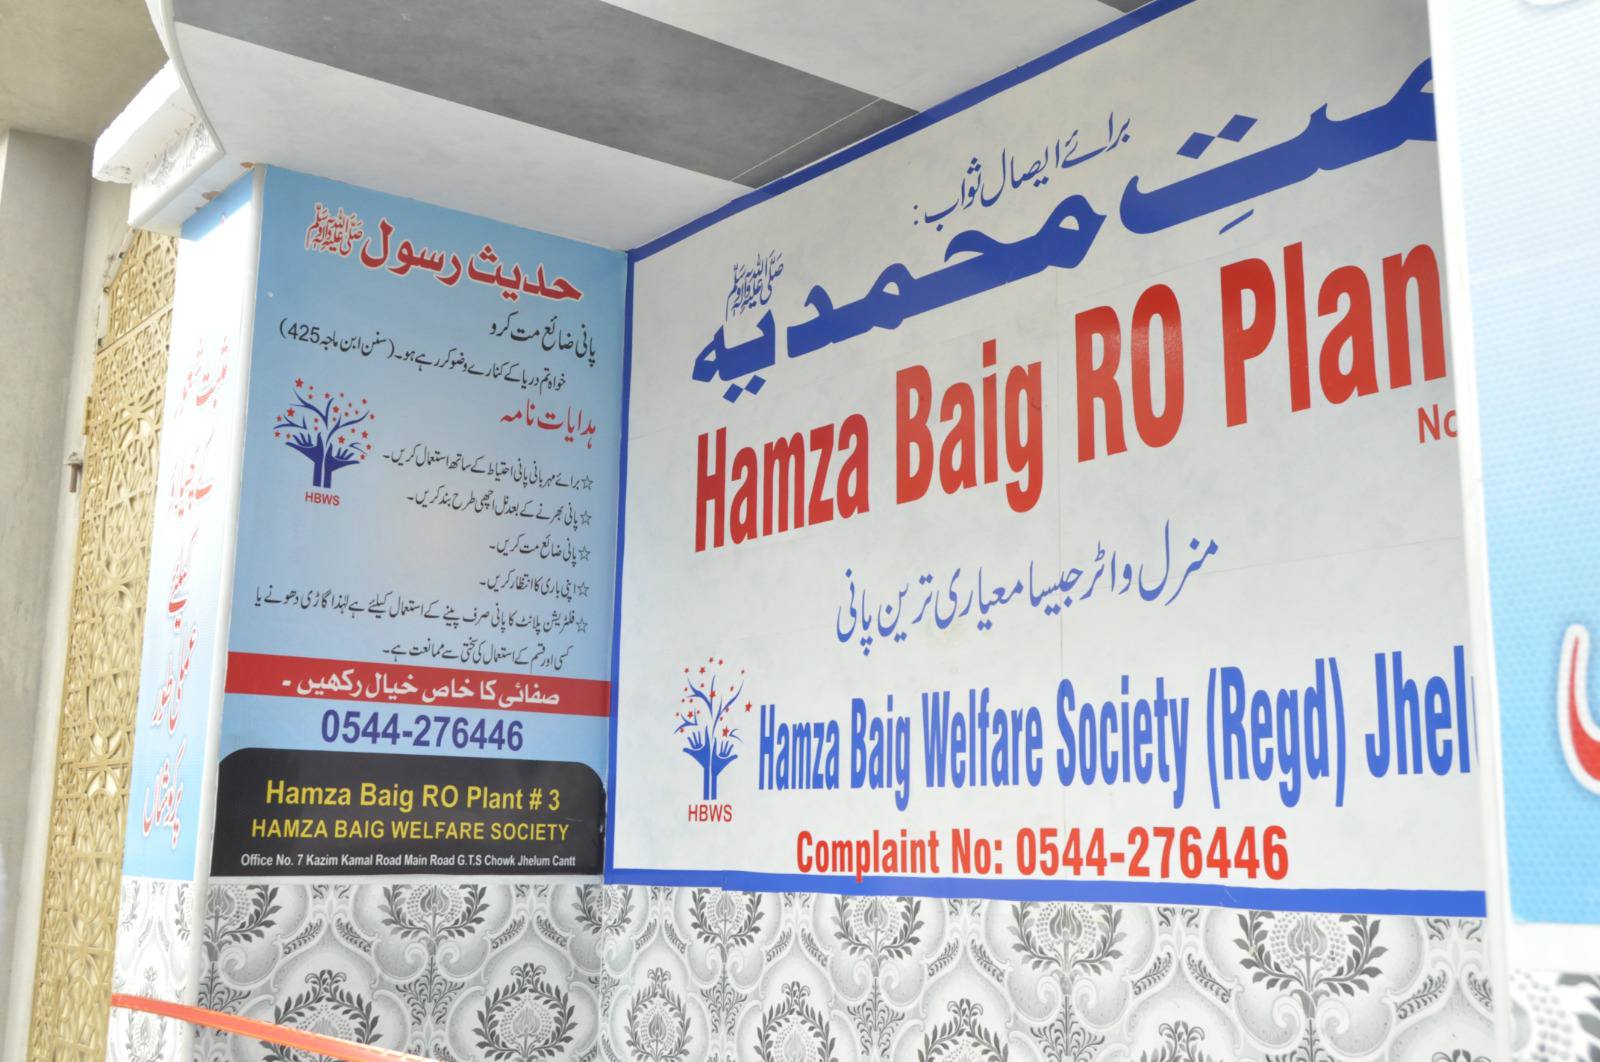 حدیث رسول ﷺ
پانی ضائع مت کرو
خواہ تم دریا کے کنارے وضو کر رہے ہو۔ (سنن ابن ماجہ 425)
ہدایات نامہ
HBWS
☆ برائے مہربانی پانی احتیاط کے ساتھ استعمال کریں۔
☆ پانی بھرنے کے بعد نل اچھی طرح بند کریں۔
☆ پانی ضائع مت کریں۔
☆ اپنی باری کا انتظار کریں۔
☆ فلٹریشن پلانٹ کا پانی صرف پینے کے استعمال کیلئے ہے لہٰذا گاڑی دھونے یا
کسی اور قسم کے استعمال کی سختی سے ممانعت ہے۔
صفائی کا خاص خیال رکھیں ۔
0544-276446
Hamza Baig RO Plant # 3
HAMZA BAIG WELFARE SOCIETY
Office No. 7 Kazim Kamal Road Main Road G.T.S Chowk Jhelum Cantt
برائے ایصال ثواب:
محمدیہ ﷺ
Hamza Baig RO Plan
No
منرل واٹر جیسا معیاری ترین پانی
HBWS
Hamza Baig Welfare Society (Regd) Jhel
Complaint No: 0544-276446